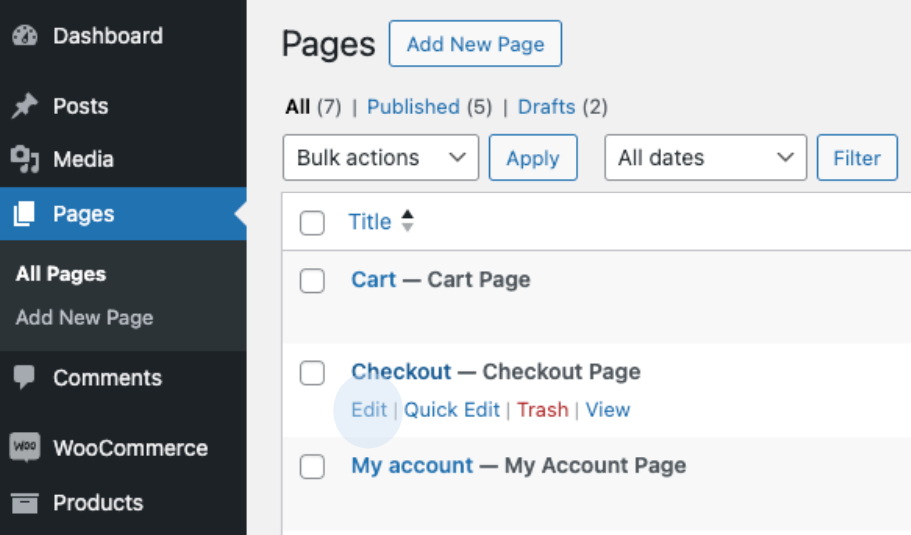 Dashboard
Posts
Media
Pages
All Pages
Add New Page
Comments
WOO WooCommerce
Products
Pages Add New Page
All (7) | Published (5) | Drafts (2)
Bulk actions Apply All dates Filter
Title
Cart — Cart Page
Checkout — Checkout Page
Edit | Quick Edit | Trash | View
My account — My Account Page